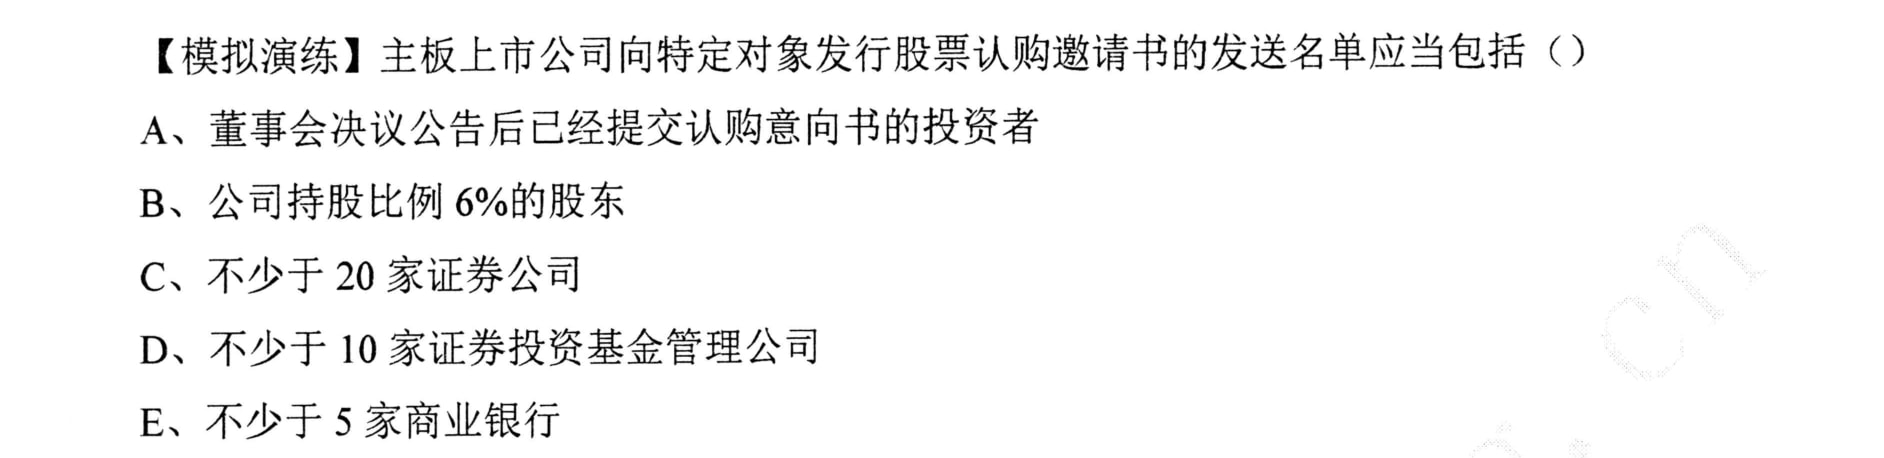 【模拟演练】主板上市公司向特定对象发行股票认购邀请书的发送名单应当包括（）
A、董事会决议公告后已经提交认购意向书的投资者
B、公司持股比例 6%的股东
C、不少于 20 家证券公司
D、不少于 10 家证券投资基金管理公司
E、不少于 5 家商业银行
.cn